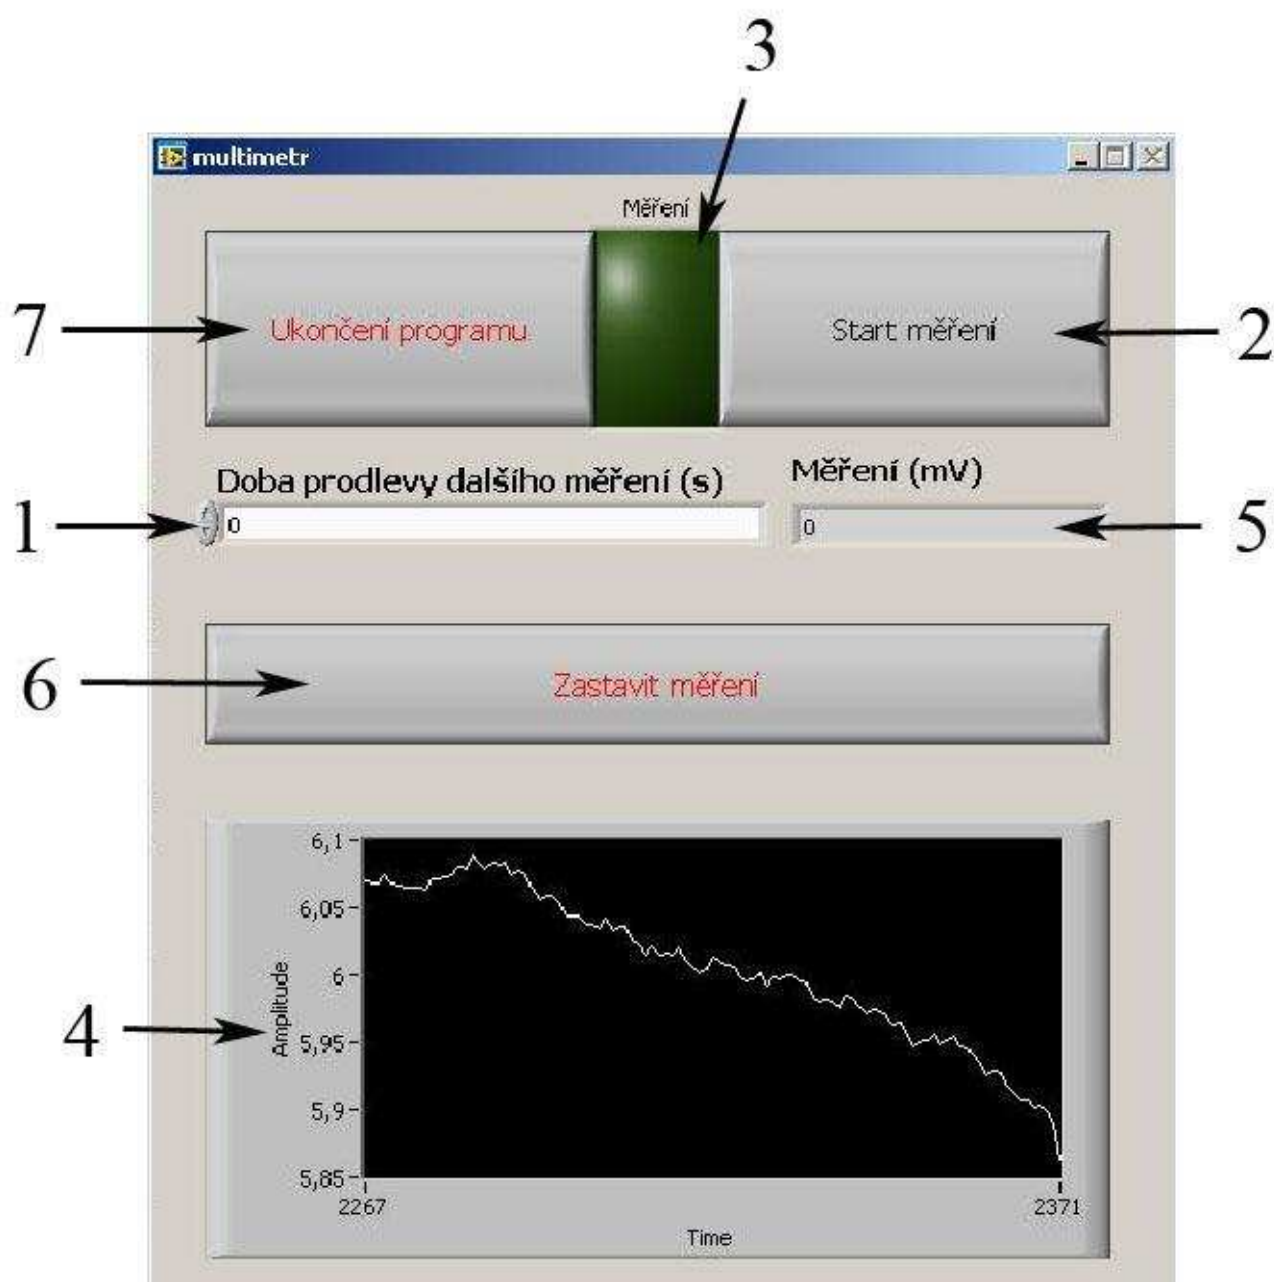 3
multimetr
Měření
7
Ukončení programu
Start měření
2
Doba prodlevy dalšího měření (s)
Měření (mV)
1
0
0
5
6
Zastavit měření
4
Amplitude
6,1
6,05
6
5,95
5,9
5,85
2267
2371
Time